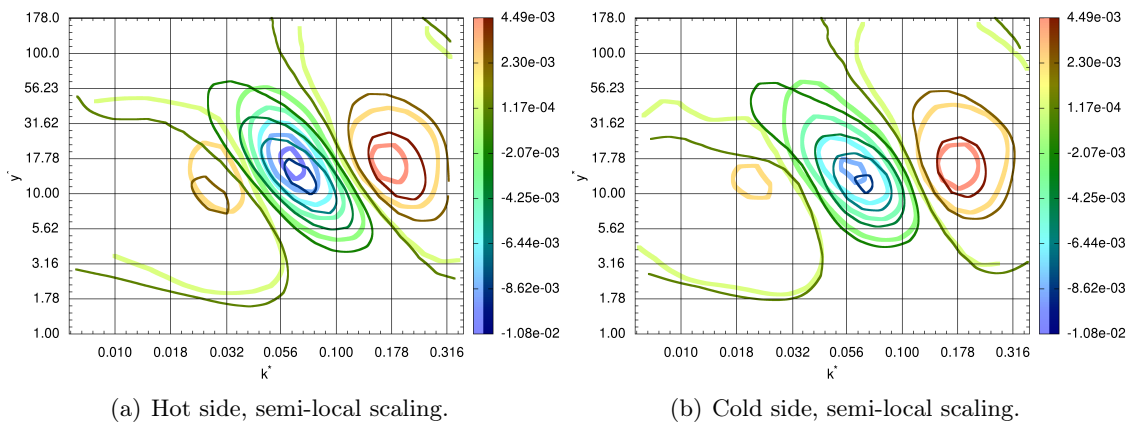 178.0
100.0
56.23
31.62
17.78
10.00
5.62
3.16
1.78
1.00
y*
0.010 0.018 0.032 0.056 0.100 0.178 0.316
k*
4.49e-03
2.30e-03
1.17e-04
-2.07e-03
-4.25e-03
-6.44e-03
-8.62e-03
-1.08e-02
(a) Hot side, semi-local scaling.
178.0
100.0
56.23
31.62
17.78
10.00
5.62
3.16
1.78
1.00
y*
0.010 0.018 0.032 0.056 0.100 0.178 0.316
k*
4.49e-03
2.30e-03
1.17e-04
-2.07e-03
-4.25e-03
-6.44e-03
-8.62e-03
-1.08e-02
(b) Cold side, semi-local scaling.